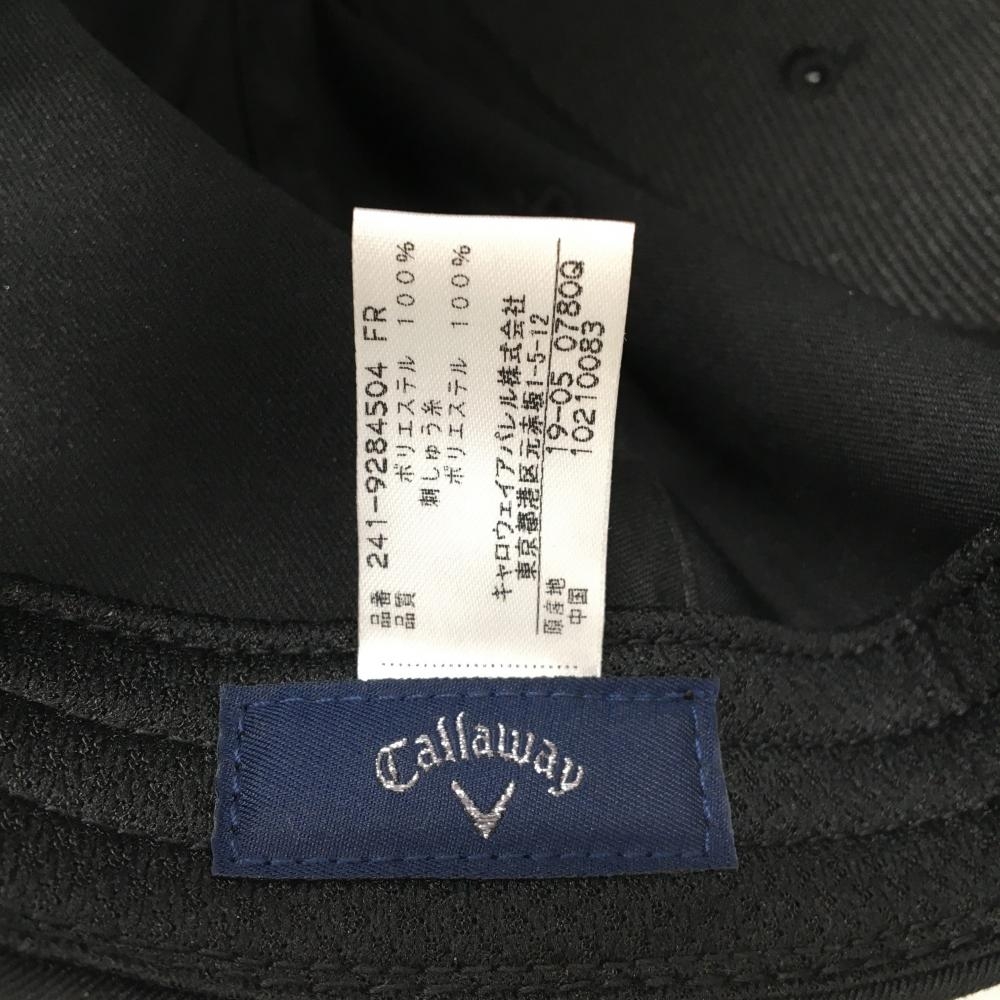 品番 241-9284504 FR
品質 ポリエステル 100%
刺しゅう糸
ポリエステル 100%
キャロウェイアパレル株式会社
東京都港区元赤坂1-5-12
原産地 19-05 0780Q
中国 10210083
Callaway